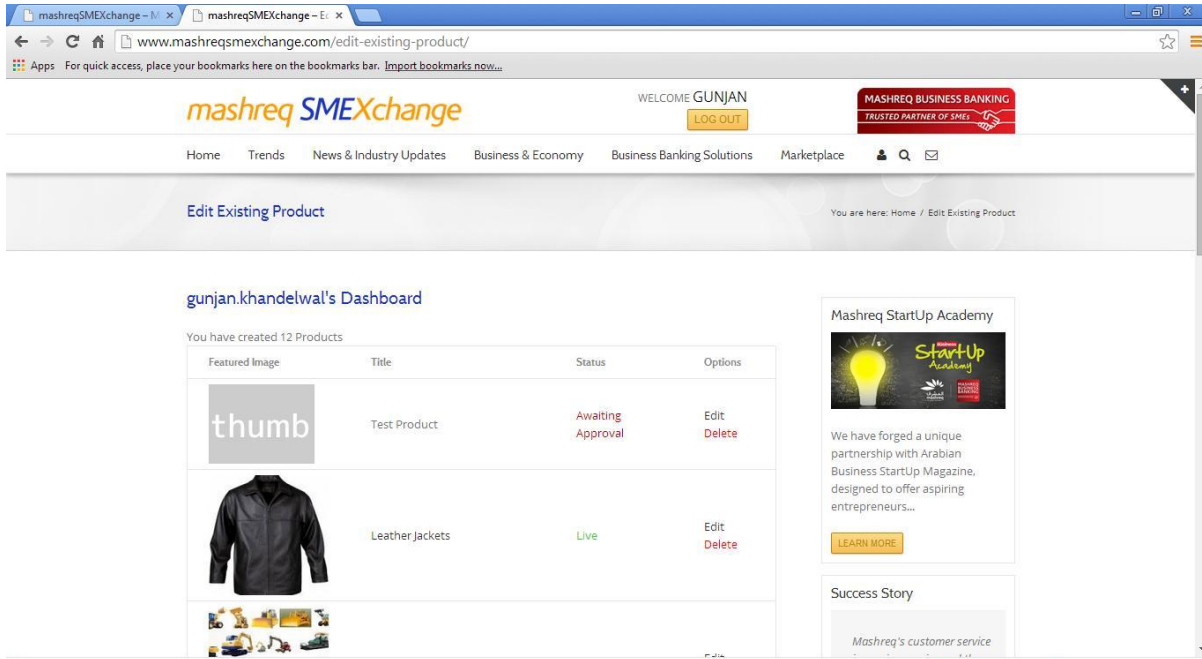 mashreqSMEXchange – M
mashreqSMEXchange – Ec
www.mashreqsmexchange.com/edit-existing-product/
Apps For quick access, place your bookmarks here on the bookmarks bar. Import bookmarks now...
mashreq SMEXchange
WELCOME GUNJAN
LOG OUT
MASHREQ BUSINESS BANKING
TRUSTED PARTNER OF SMEs
Home Trends News & Industry Updates Business & Economy Business Banking Solutions Marketplace
Edit Existing Product
You are here: Home / Edit Existing Product
gunjan.khandelwal's Dashboard
You have created 12 Products
Featured Image Title Status Options
thumb
Test Product
Awaiting
Approval
Edit
Delete
Leather Jackets
Live
Edit
Delete
Mashreq StartUp Academy
StartUp
Academy
We have forged a unique
partnership with Arabian
Business StartUp Magazine,
designed to offer aspiring
entrepreneurs...
LEARN MORE
Success Story
Mashreq's customer service